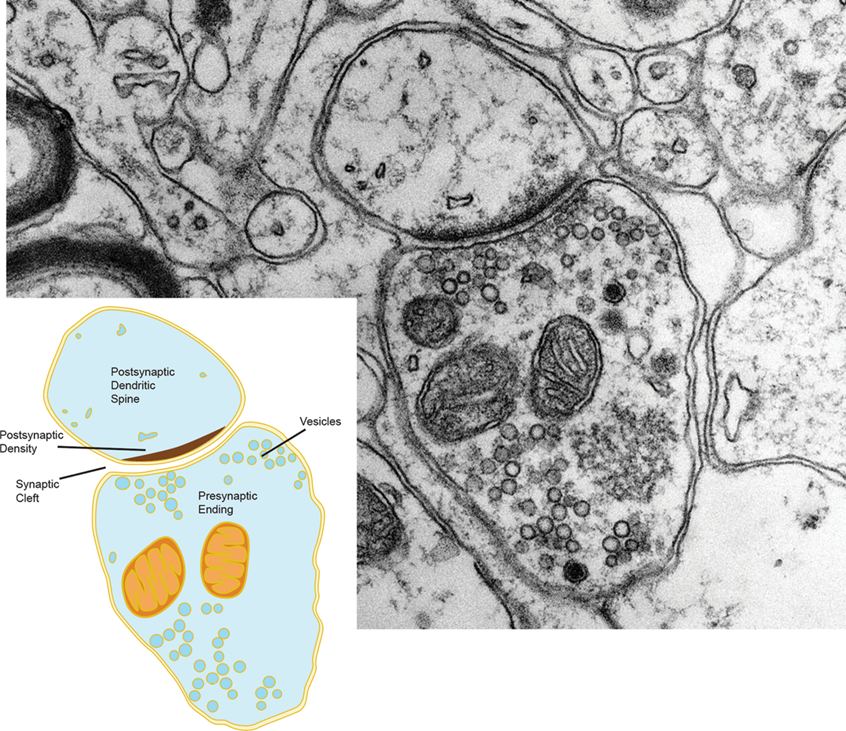 Postsynaptic
Dendritic
Spine
Postsynaptic
Density
Vesicles
Synaptic
Cleft
Presynaptic
Ending